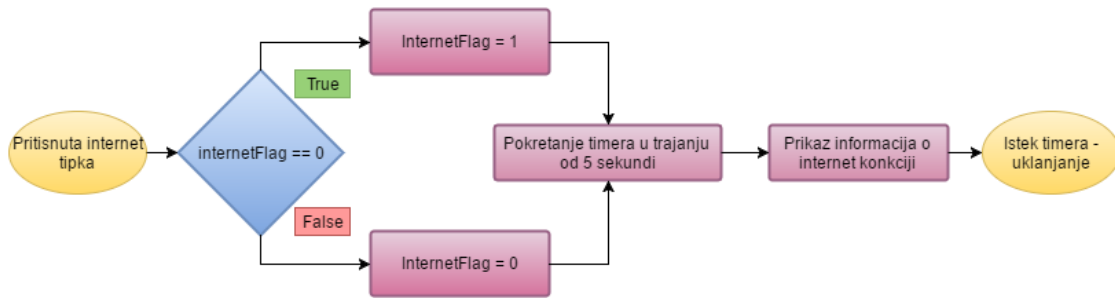 Pritisnuta internet
tipka
internetFlag == 0
True
False
InternetFlag = 1
InternetFlag = 0
Pokretanje timera u trajanju
od 5 sekundi
Prikaz informacija o
internet konkciji
Istek timera -
uklanjanje